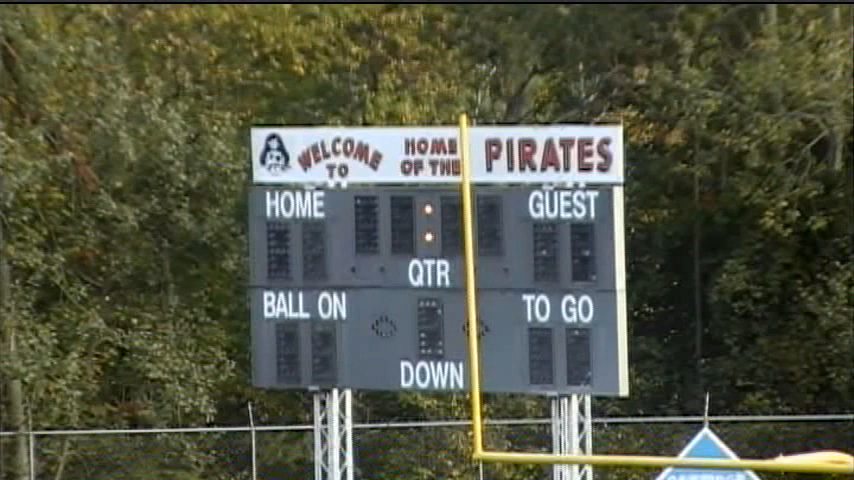 WELCOME TO HOME OF THE PIRATES
HOME GUEST
QTR
BALL ON TO GO
DOWN